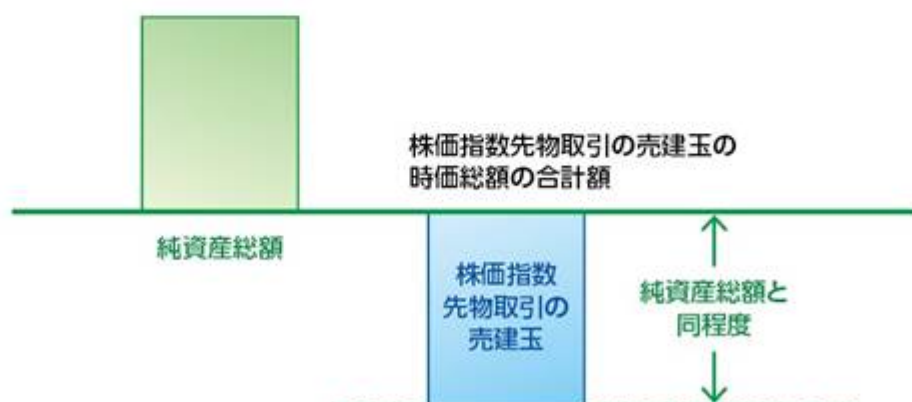 株価指数先物取引の売建玉の
時価総額の合計額
純資産総額
株価指数
先物取引の
売建玉
純資産総額と
同程度